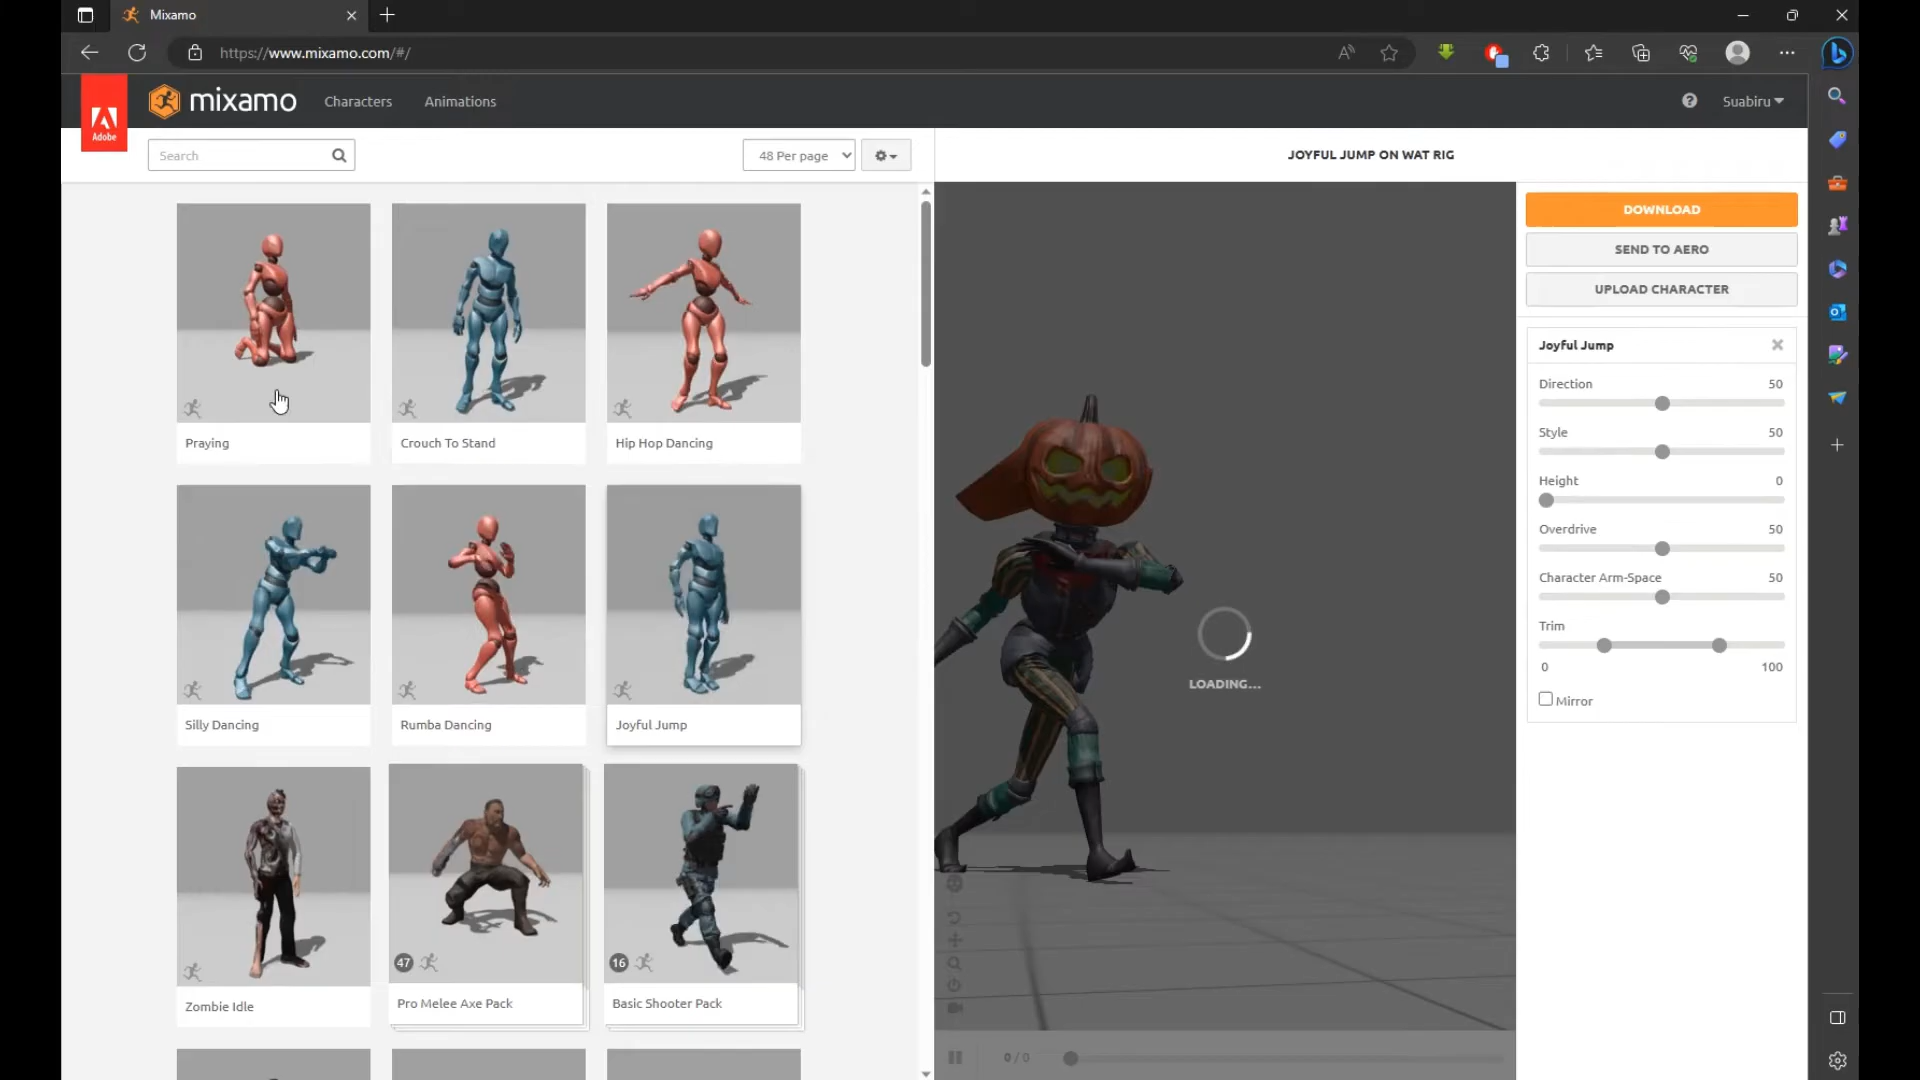 Mixamo
https://www.mixamo.com/#/
Adobe
mixamo
Characters
Animations
Suabiru
Search
48 Per page
JOYFUL JUMP ON WAT RIG
Praying
Crouch To Stand
Hip Hop Dancing
Silly Dancing
Rumba Dancing
Joyful Jump
47
16
Zombie Idle
Pro Melee Axe Pack
Basic Shooter Pack
LOADING...
0 / 0
DOWNLOAD
SEND TO AERO
UPLOAD CHARACTER
Joyful Jump
Direction 50
Style 50
Height 0
Overdrive 50
Character Arm-Space 50
Trim
0 100
Mirror